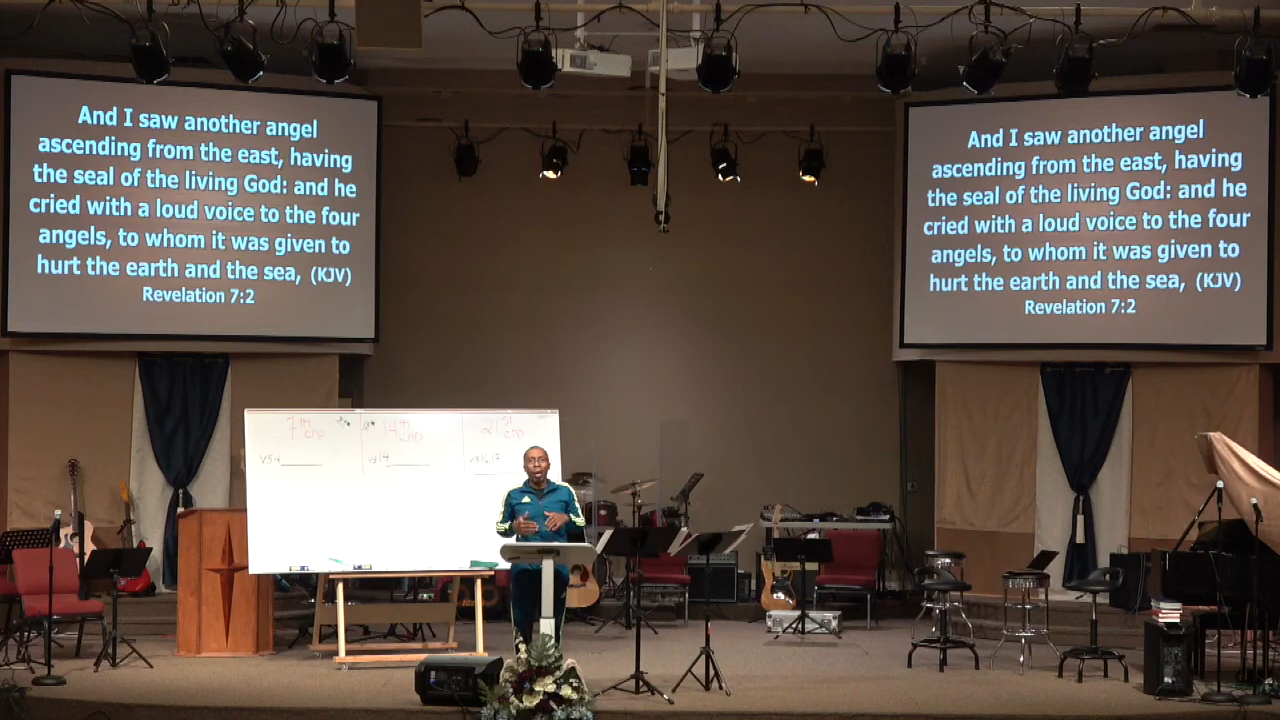 And I saw another angel
ascending from the east, having
the seal of the living God: and he
cried with a loud voice to the four
angels, to whom it was given to
hurt the earth and the sea, (KJV)
Revelation 7:2
And I saw another angel
ascending from the east, having
the seal of the living God: and he
cried with a loud voice to the four
angels, to whom it was given to
hurt the earth and the sea, (KJV)
Revelation 7:2
7th chp
14th chp
21st chp
vs 14